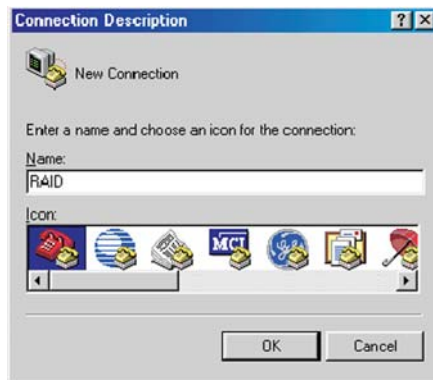 Connection Description
New Connection
Enter a name and choose an icon for the connection:
Name:
RAID
Icon:
MCI
OK
Cancel